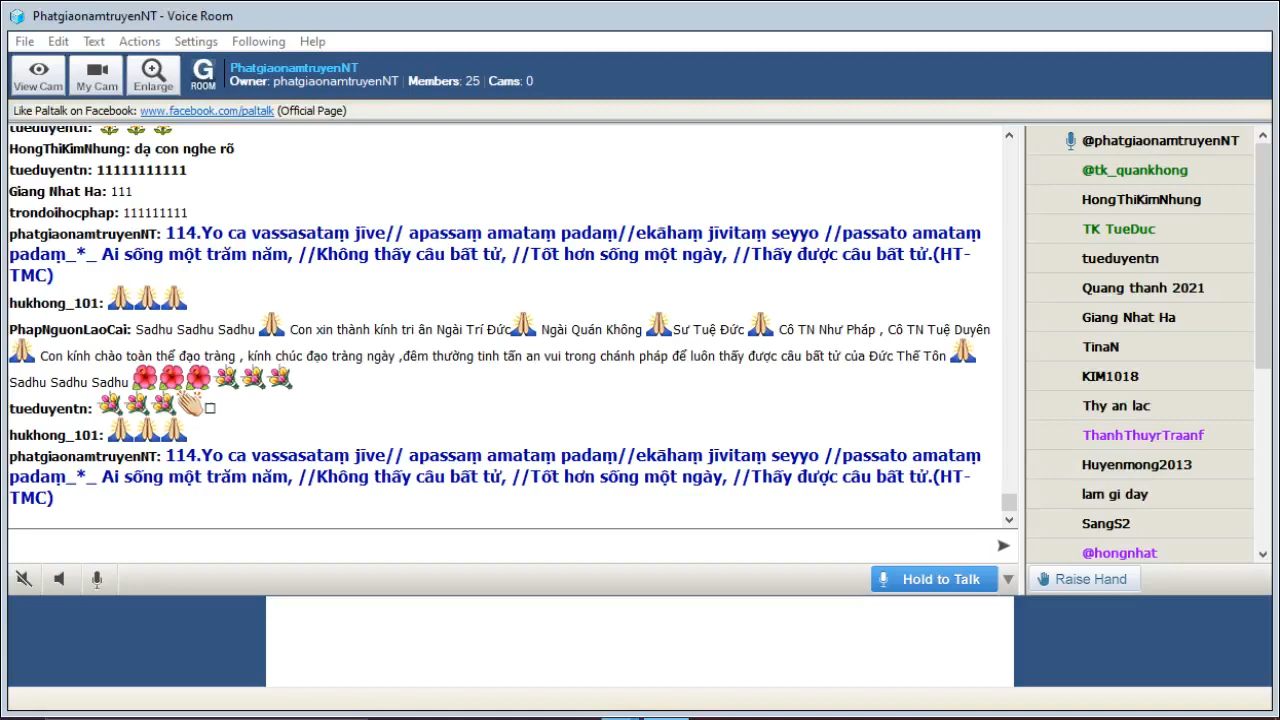 PhatgiaonamtruyenNT - Voice Room
File Edit Text Actions Settings Following Help
View Cam My Cam Enlarge G ROOM
PhatgiaonamtruyenNT
Owner: phatgiaonamtruyenNT | Members: 25 | Cams: 0
Like Paltalk on Facebook: www.facebook.com/paltalk (Official Page)
tueduyentn:
HongThiKimNhung: dạ con nghe rõ
tueduyentn: 11111111111
Giang Nhat Ha: 111
trondoihocphap: 111111111
phatgiaonamtruyenNT: 114.Yo ca vassasataṃ jīve// apassaṃ amataṃ padaṃ//ekāhaṃ jīvitaṃ seyyo //passato amataṃ
padaṃ_*_ Ai sống một trăm năm, //Không thấy câu bất tử, //Tốt hơn sống một ngày, //Thấy được câu bất tử.(HT-
TMC)
hukhong_101:
PhapNguonLaoCai: Sadhu Sadhu Sadhu Con xin thành kính tri ân Ngài Trí Đức Ngài Quán Không Sư Tuệ Đức Cô TN Như Pháp , Cô TN Tuệ Duyên
Con kính chào toàn thể đạo tràng , kính chúc đạo tràng ngày ,đêm thường tinh tấn an vui trong chánh pháp để luôn thấy được câu bất tử của Đức Thế Tôn
Sadhu Sadhu Sadhu
tueduyentn:
hukhong_101:
phatgiaonamtruyenNT: 114.Yo ca vassasataṃ jīve// apassaṃ amataṃ padaṃ//ekāhaṃ jīvitaṃ seyyo //passato amataṃ
padaṃ_*_ Ai sống một trăm năm, //Không thấy câu bất tử, //Tốt hơn sống một ngày, //Thấy được câu bất tử.(HT-
TMC)
Hold to Talk
@phatgiaonamtruyenNT
@tk_quankhong
HongThiKimNhung
TK TueDuc
tueduyentn
Quang thanh 2021
Giang Nhat Ha
TinaN
KIM1018
Thy an lac
ThanhThuyrTraanf
Huyenmong2013
lam gi day
SangS2
@hongnhat
Raise Hand